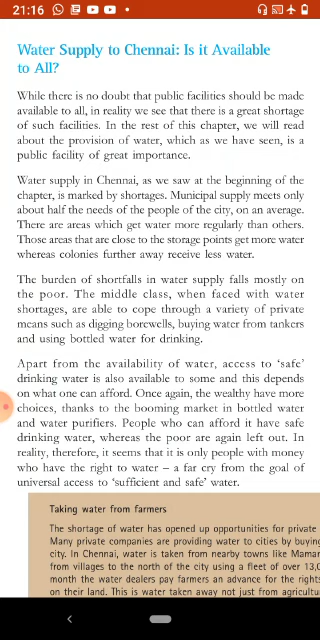 21:16
Water Supply to Chennai: Is it Available
to All?
While there is no doubt that public facilities should be made
available to all, in reality we see that there is a great shortage
of such facilities. In the rest of this chapter, we will read
about the provision of water, which as we have seen, is a
public facility of great importance.
Water supply in Chennai, as we saw at the beginning of the
chapter, is marked by shortages. Municipal supply meets only
about half the needs of the people of the city, on an average.
There are areas which get water more regularly than others.
Those areas that are close to the storage points get more water
whereas colonies further away receive less water.
The burden of shortfalls in water supply falls mostly on
the poor. The middle class, when faced with water
shortages, are able to cope through a variety of private
means such as digging borewells, buying water from tankers
and using bottled water for drinking.
Apart from the availability of water, access to ‘safe’
drinking water is also available to some and this depends
on what one can afford. Once again, the wealthy have more
choices, thanks to the booming market in bottled water
and water purifiers. People who can afford it have safe
drinking water, whereas the poor are again left out. In
reality, therefore, it seems that it is only people with money
who have the right to water – a far cry from the goal of
universal access to ‘sufficient and safe’ water.
Taking water from farmers
The shortage of water has opened up opportunities for private
Many private companies are providing water to cities by buying
city. In Chennai, water is taken from nearby towns like Mamar
from villages to the north of the city using a fleet of over 13,0
month the water dealers pay farmers an advance for the rights
on their land. This is water taken away not just from agricultu